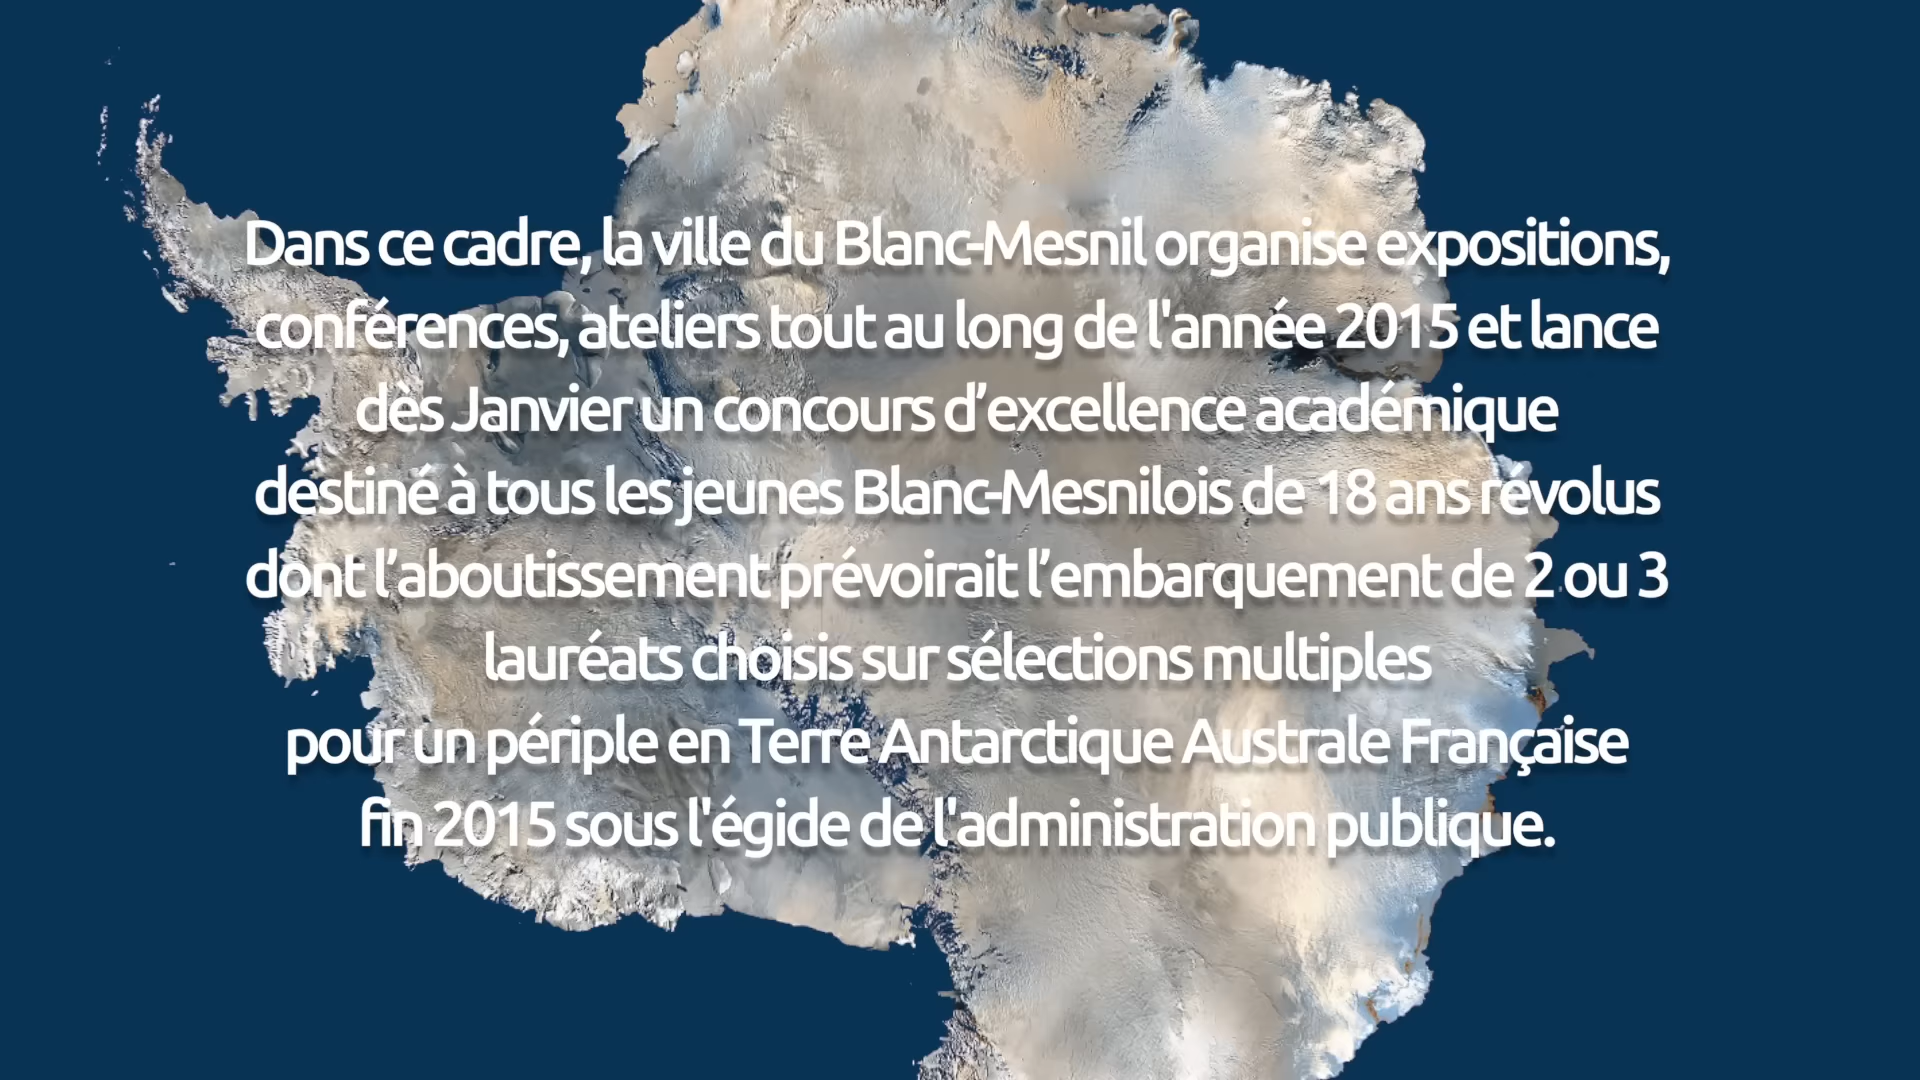 Dans ce cadre, la ville du Blanc-Mesnil organise expositions,
conférences, ateliers tout au long de l'année 2015 et lance
dès Janvier un concours d’excellence académique
destiné à tous les jeunes Blanc-Mesnilois de 18 ans révolus
dont l’aboutissement prévoirait l’embarquement de 2 ou 3
lauréats choisis sur sélections multiples
pour un périple en Terre Antarctique Australe Française
fin 2015 sous l'égide de l'administration publique.